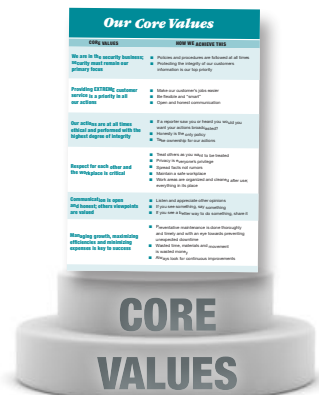 Our Core Values
CORE VALUES HOW WE ACHIEVE THIS
We are in the security business;
security must remain our
primary focus
Policies and procedures are followed at all times
Protecting the integrity of our customers
information is our top priority
Providing EXTREME customer
service is a priority in all
our actions
Make our customer's jobs easier
Be flexible and "smart"
Open and honest communication
Our actions are at all times
ethical and performed with the
highest degree of integrity
If a reporter saw you or heard you would you
want your actions broadcasted?
Honesty is the only policy
Take ownership for our actions
Respect for each other and
the workplace is critical
Treat others as you want to be treated
Privacy is everyone's privilege
Spread facts not rumors
Maintain a safe workplace
Work areas are organized and cleaned after use;
everything in its place
Communication is open
and honest; others viewpoints
are valued
Listen and appreciate other opinions
If you see something, say something
If you see a better way to do something, share it
Managing growth, maximizing
efficiencies and minimizing
expenses is key to success
Preventative maintenance is done thoroughly
and timely and with an eye towards preventing
unexpected downtime
Wasted time, materials and movement
is wasted money
Always look for continuous improvements
CORE
VALUES